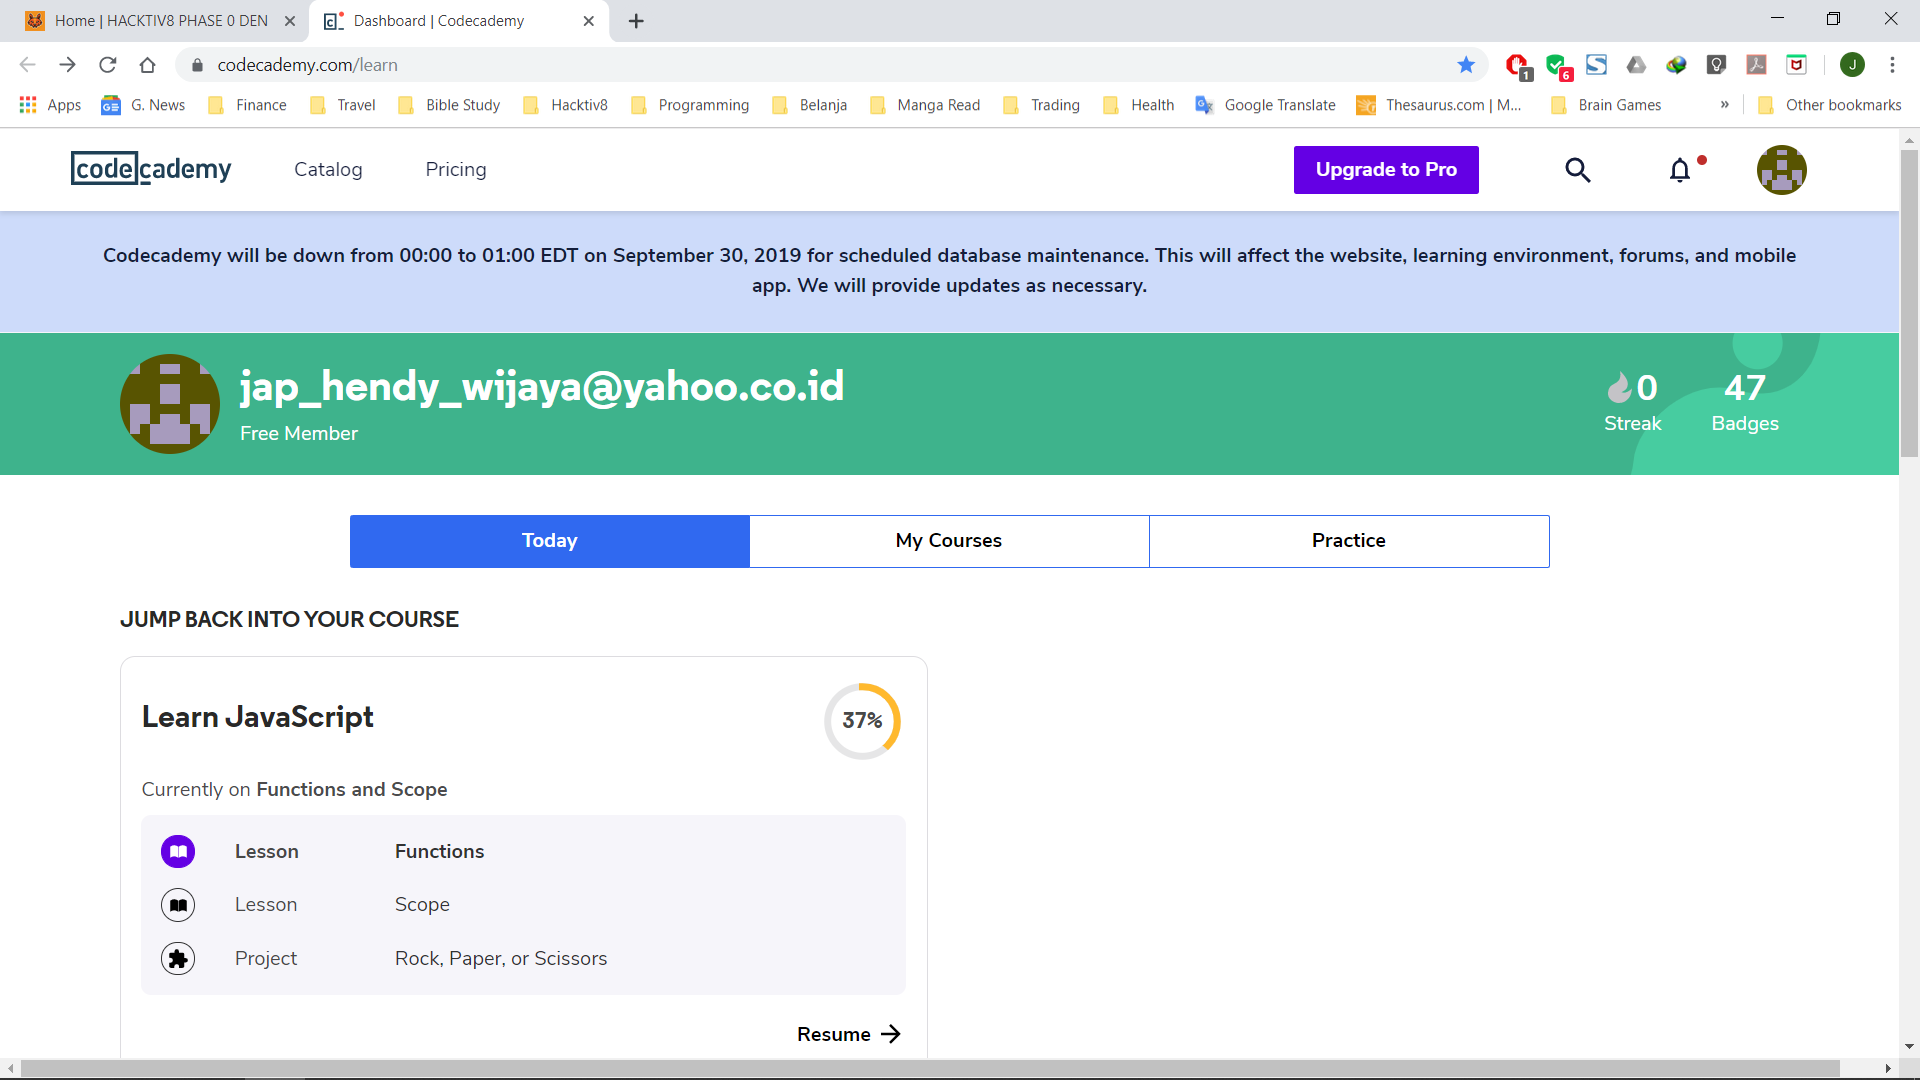 Home | HACKTIV8 PHASE 0 DEN
Dashboard | Codecademy
codecademy.com/learn
1
6
J
Apps
G. News
Finance
Travel
Bible Study
Hacktiv8
Programming
Belanja
Manga Read
Trading
Health
Google Translate
Thesaurus.com | M...
Brain Games
»
Other bookmarks
codecademy
Catalog
Pricing
Upgrade to Pro
Codecademy will be down from 00:00 to 01:00 EDT on September 30, 2019 for scheduled database maintenance. This will affect the website, learning environment, forums, and mobile
app. We will provide updates as necessary.
jap_hendy_wijaya@yahoo.co.id
Free Member
0
Streak
47
Badges
Today
My Courses
Practice
JUMP BACK INTO YOUR COURSE
Learn JavaScript
37%
Currently on Functions and Scope
Lesson Functions
Lesson Scope
Project Rock, Paper, or Scissors
Resume